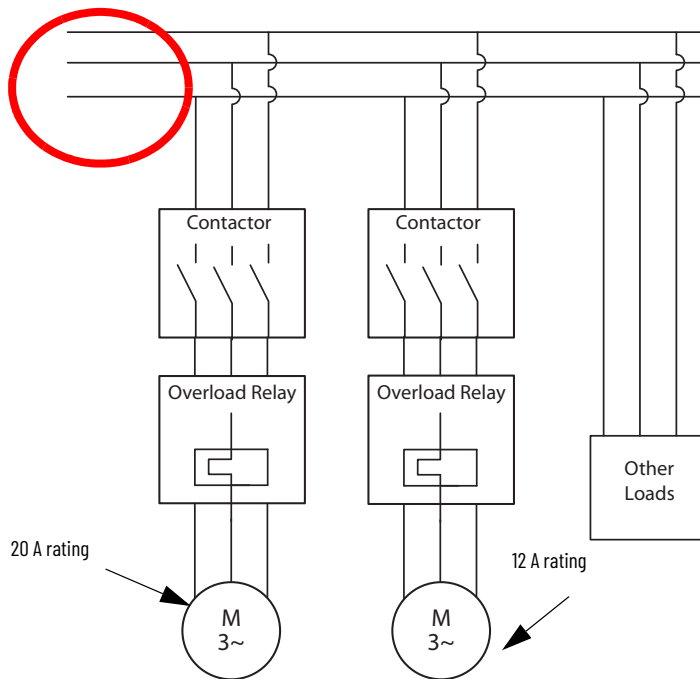 Contactor
Contactor
Overload Relay
Overload Relay
Other
Loads
20 A rating
12 A rating
M
3~
M
3~